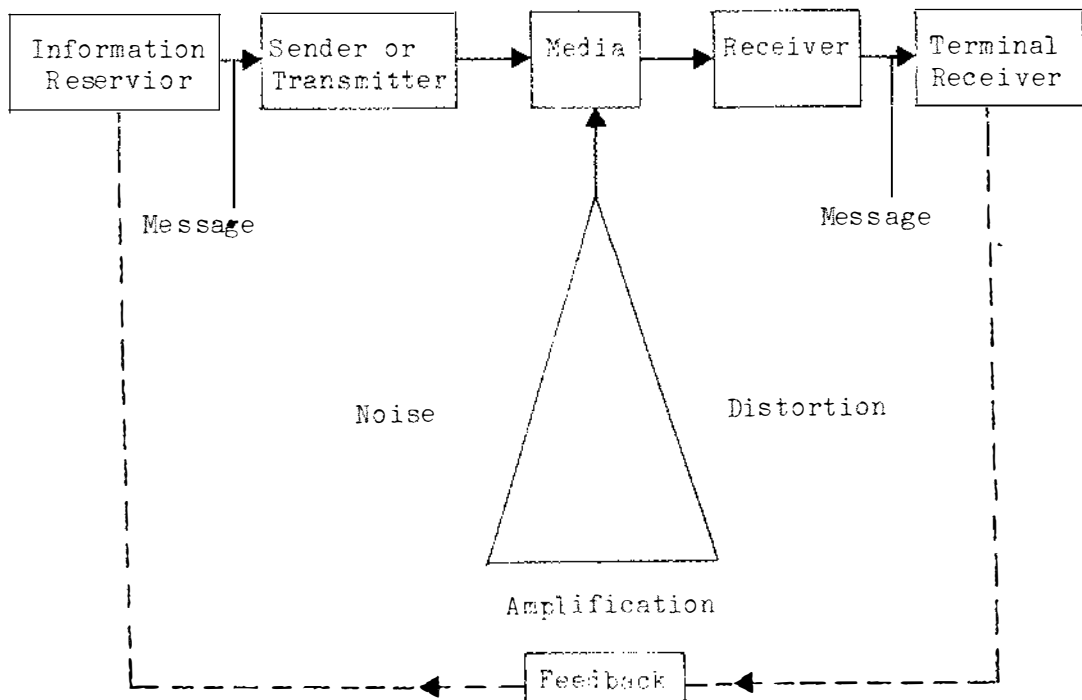 Information
Reservior
Sender or
Transmitter
Media
Receiver
Terminal
Receiver
Message
Message
Noise
Distortion
Amplification
Feedback